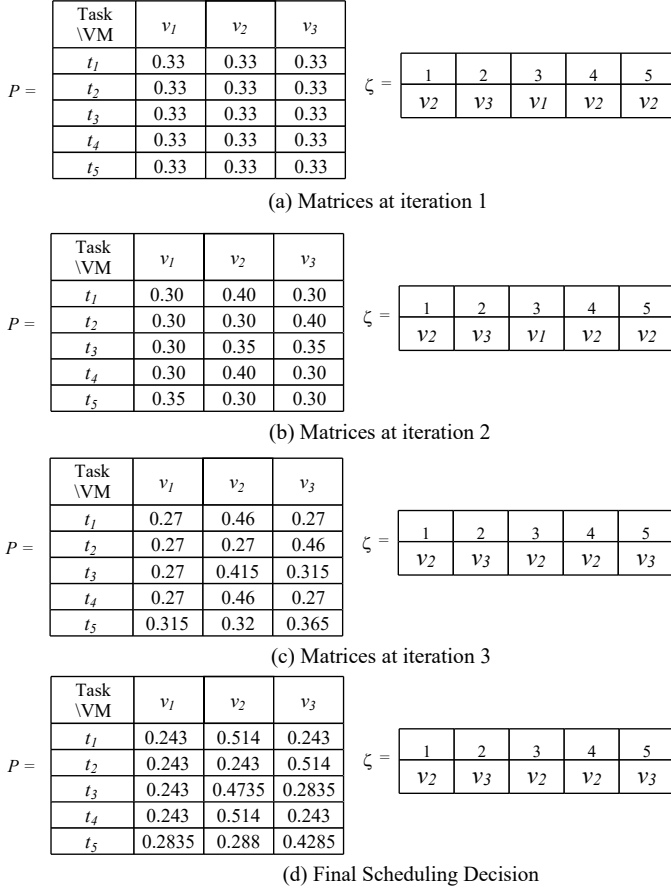 Task \VM v1 v2 v3
P =
t1 0.33 0.33 0.33
t2 0.33 0.33 0.33
t3 0.33 0.33 0.33
t4 0.33 0.33 0.33
t5 0.33 0.33 0.33
ζ =
1 2 3 4 5
v2 v3 v1 v2 v2
(a) Matrices at iteration 1
Task \VM v1 v2 v3
P =
t1 0.30 0.40 0.30
t2 0.30 0.30 0.40
t3 0.30 0.35 0.35
t4 0.30 0.40 0.30
t5 0.35 0.30 0.30
ζ =
1 2 3 4 5
v2 v3 v1 v2 v2
(b) Matrices at iteration 2
Task \VM v1 v2 v3
P =
t1 0.27 0.46 0.27
t2 0.27 0.27 0.46
t3 0.27 0.415 0.315
t4 0.27 0.46 0.27
t5 0.315 0.32 0.365
ζ =
1 2 3 4 5
v2 v3 v2 v2 v3
(c) Matrices at iteration 3
Task \VM v1 v2 v3
P =
t1 0.243 0.514 0.243
t2 0.243 0.243 0.514
t3 0.243 0.4735 0.2835
t4 0.243 0.514 0.243
t5 0.2835 0.288 0.4285
ζ =
1 2 3 4 5
v2 v3 v2 v2 v3
(d) Final Scheduling Decision